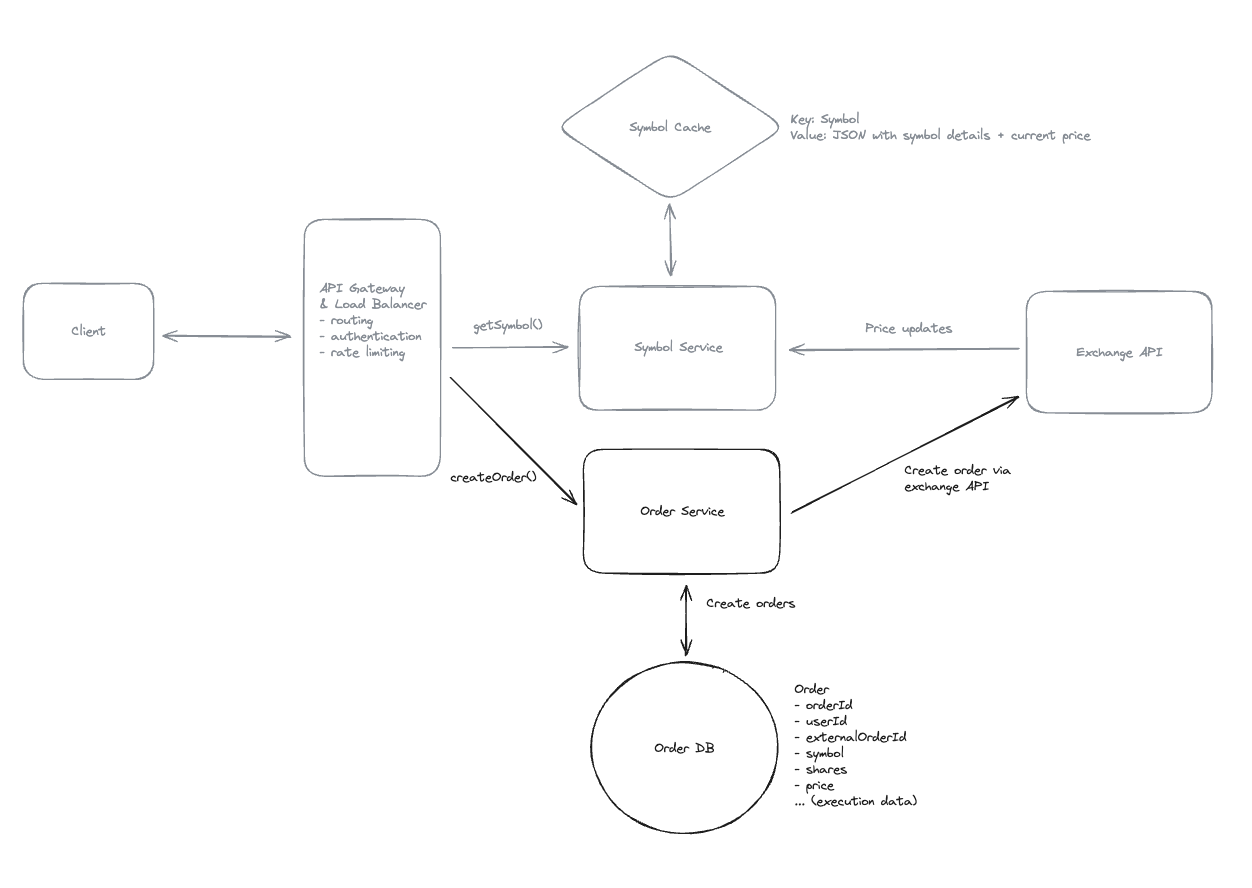 Symbol Cache
Key: Symbol
Value: JSON with symbol details + current price
Client
API Gateway
& Load Balancer
- routing
- authentication
- rate limiting
getSymbol()
Symbol Service
Price updates
Exchange API
createOrder()
Order Service
Create order via
exchange API
Create orders
Order DB
Order
- orderId
- userId
- externalOrderId
- symbol
- shares
- price
... (execution data)